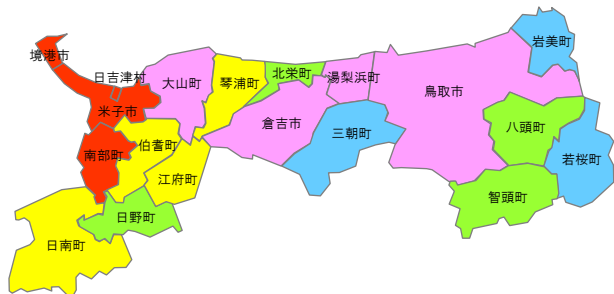 境港市
日吉津村
米子市
大山町
琴浦町
北栄町
湯梨浜町
鳥取市
岩美町
倉吉市
三朝町
八頭町
若桜町
智頭町
南部町
伯耆町
江府町
日野町
日南町